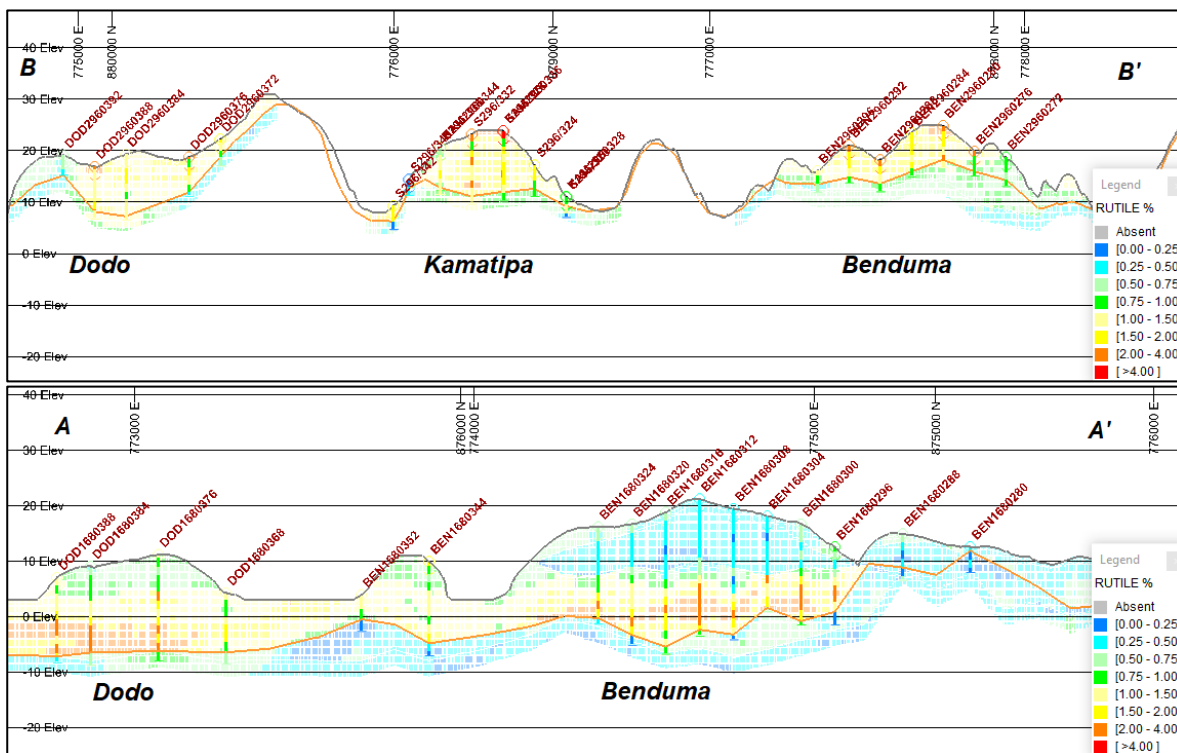 40 Elev
30 Elev
20 Elev
10 Elev
0 Elev
-10 Elev
-20 Elev
775000 E
880000 N
776000 E
879000 N
777000 E
778000 E
B
B'
DOD2960392
DOD2960388
DOD2960384
DOD2960376
DOD2960372
S296/332
S296/324
BEN2960292
BEN2960284
BEN2960280
BEN2960276
BEN2960272
Dodo
Kamatipa
Benduma
Legend
RUTILE %
Absent
[0.00 - 0.25
[0.25 - 0.50
[0.50 - 0.75
[0.75 - 1.00
[1.00 - 1.50
[1.50 - 2.00
[2.00 - 4.00
[ >4.00 ]
40 Elev
30 Elev
20 Elev
10 Elev
0 Elev
-10 Elev
-20 Elev
773000 E
876000 N
774000 E
775000 E
875000 N
776000 E
A
A'
DOD1680388
DOD1680384
DOD1680376
DOD1680368
BEN1680352
BEN1680344
BEN1680324
BEN1680320
BEN1680316
BEN1680312
BEN1680308
BEN1680304
BEN1680300
BEN1680296
BEN1680288
BEN1680280
Dodo
Benduma
Legend
RUTILE %
Absent
[0.00 - 0.25
[0.25 - 0.50
[0.50 - 0.75
[0.75 - 1.00
[1.00 - 1.50
[1.50 - 2.00
[2.00 - 4.00
[ >4.00 ]